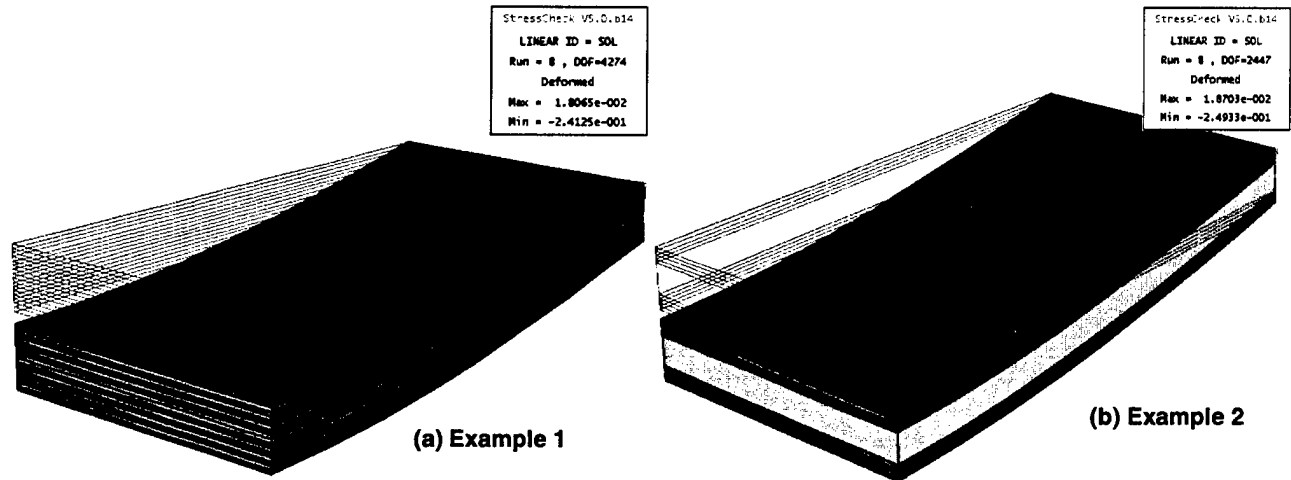 StressCheck V5.0.b14
LINEAR ID = SOL
Run = 8 , DOF=4274
Deformed
Max = 1.8065e-002
Min = -2.4125e-001
StressCheck V5.0.b14
LINEAR ID = SOL
Run = 8 , DOF=2447
Deformed
Max = 1.8703e-002
Min = -2.4933e-001
(a) Example 1
(b) Example 2